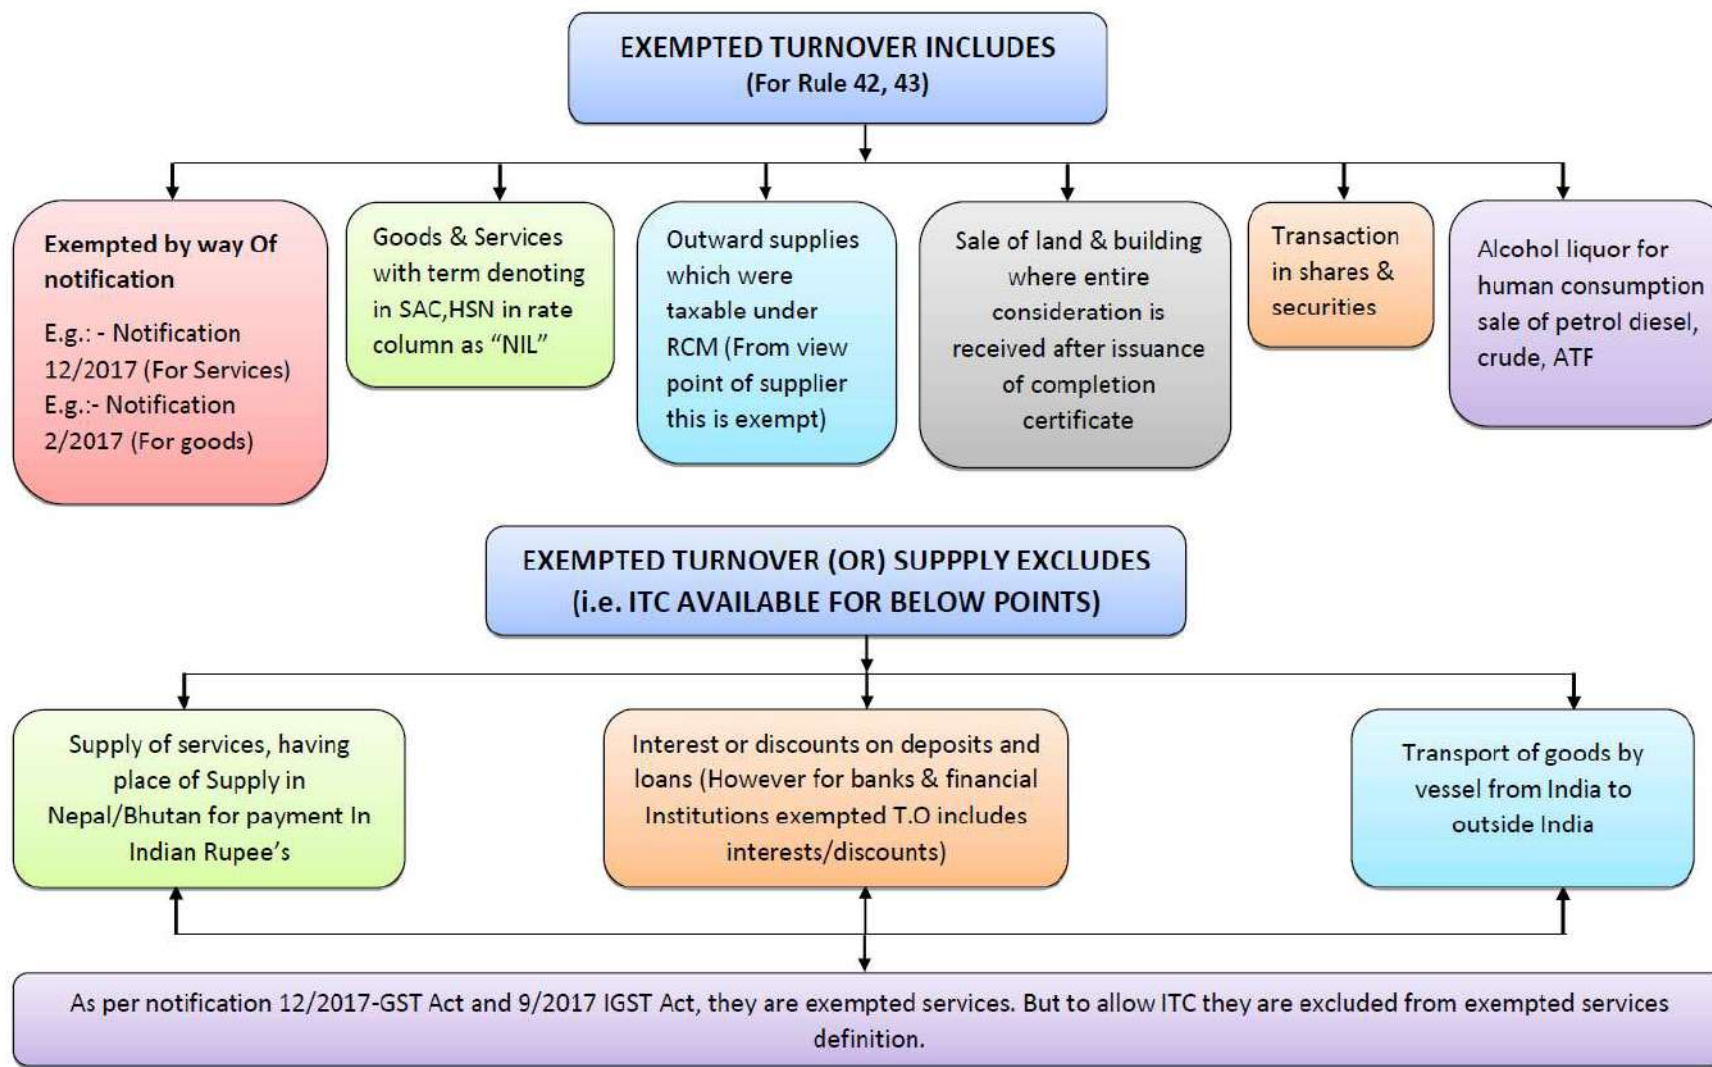 EXEMPTED TURNOVER INCLUDES
(For Rule 42, 43)
Exempted by way Of
notification
E.g.: - Notification
12/2017 (For Services)
E.g.:- Notification
2/2017 (For goods)
Goods & Services
with term denoting
in SAC,HSN in rate
column as “NIL”
Outward supplies
which were
taxable under
RCM (From view
point of supplier
this is exempt)
Sale of land & building
where entire
consideration is
received after issuance
of completion
certificate
Transaction
in shares &
securities
Alcohol liquor for
human consumption
sale of petrol diesel,
crude, ATF
EXEMPTED TURNOVER (OR) SUPPPLY EXCLUDES
(i.e. ITC AVAILABLE FOR BELOW POINTS)
Supply of services, having
place of Supply in
Nepal/Bhutan for payment In
Indian Rupee’s
Interest or discounts on deposits and
loans (However for banks & financial
Institutions exempted T.O includes
interests/discounts)
Transport of goods by
vessel from India to
outside India
As per notification 12/2017-GST Act and 9/2017 IGST Act, they are exempted services. But to allow ITC they are excluded from exempted services
definition.